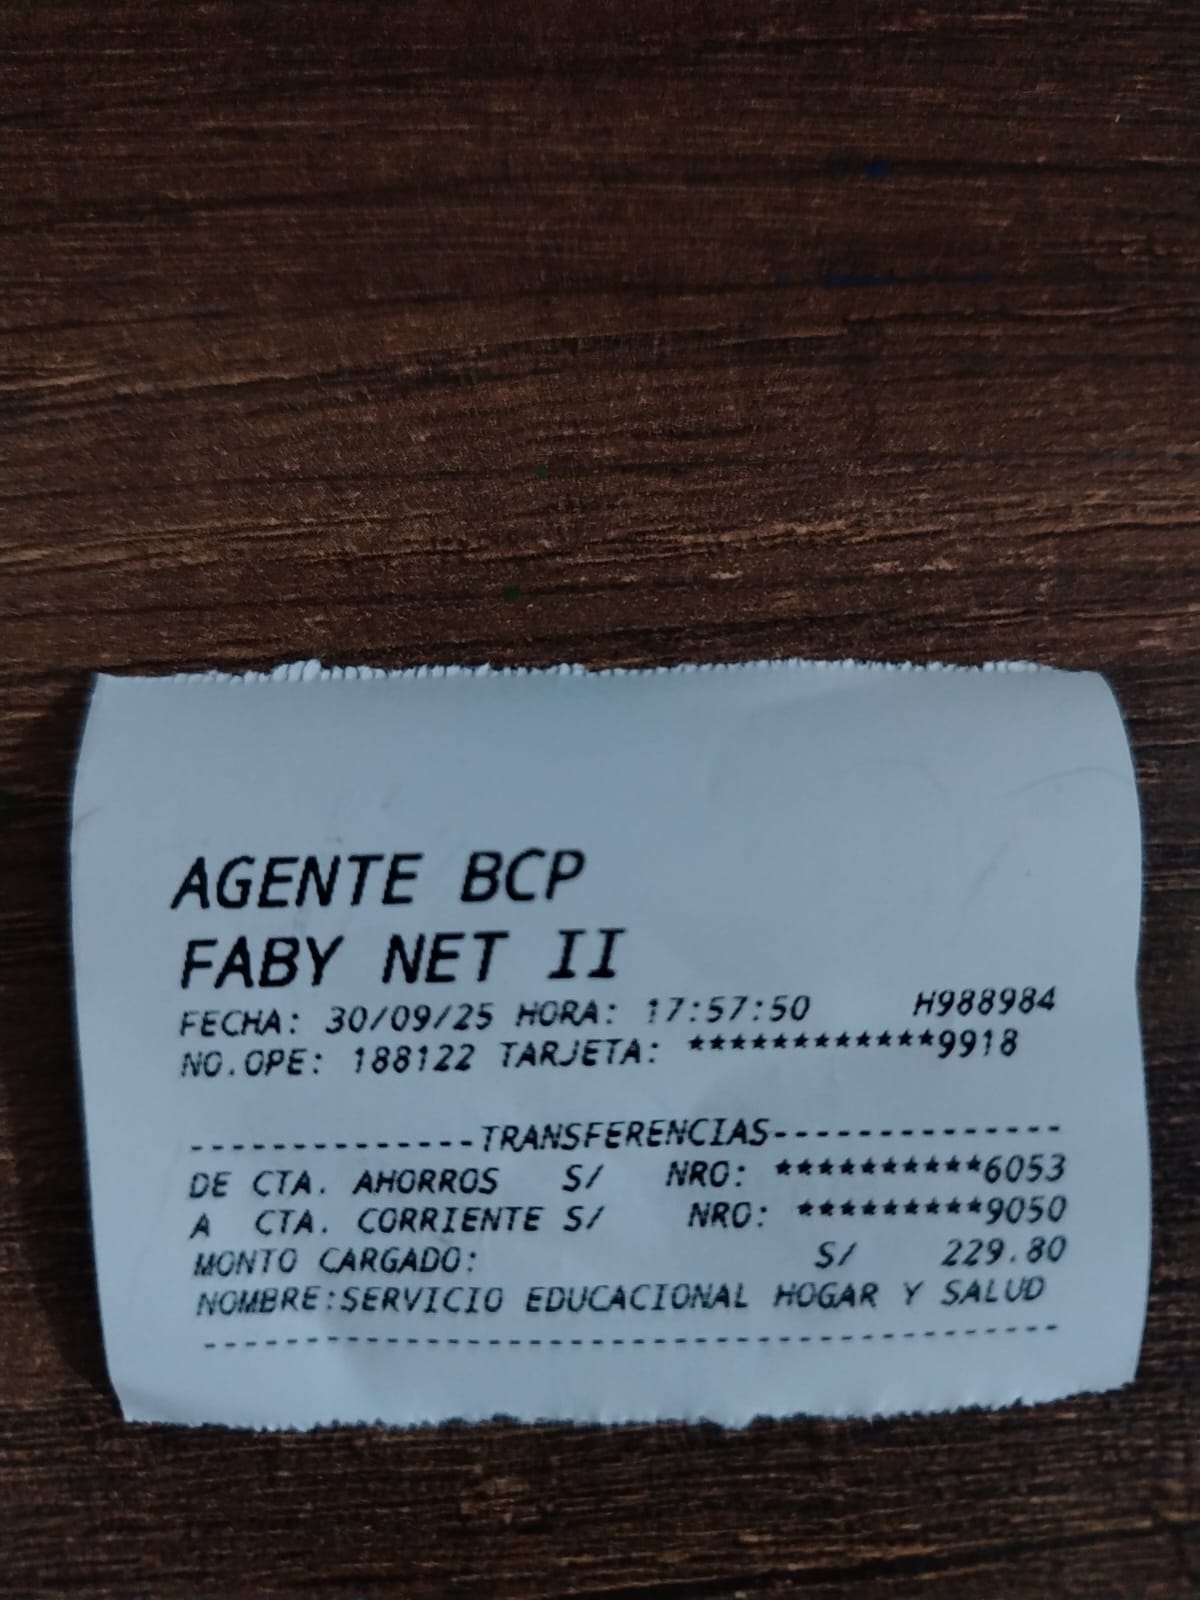 AGENTE BCP
FABY NET II
FECHA: 30/09/25 HORA: 17:57:50 H988984
NO.OPE: 188122 TARJETA: ************9918
--------------TRANSFERENCIAS--------------
DE CTA. AHORROS S/ NRO: **********6053
A CTA. CORRIENTE S/ NRO: *********9050
MONTO CARGADO: S/ 229.80
NOMBRE:SERVICIO EDUCACIONAL HOGAR Y SALUD
------------------------------------------